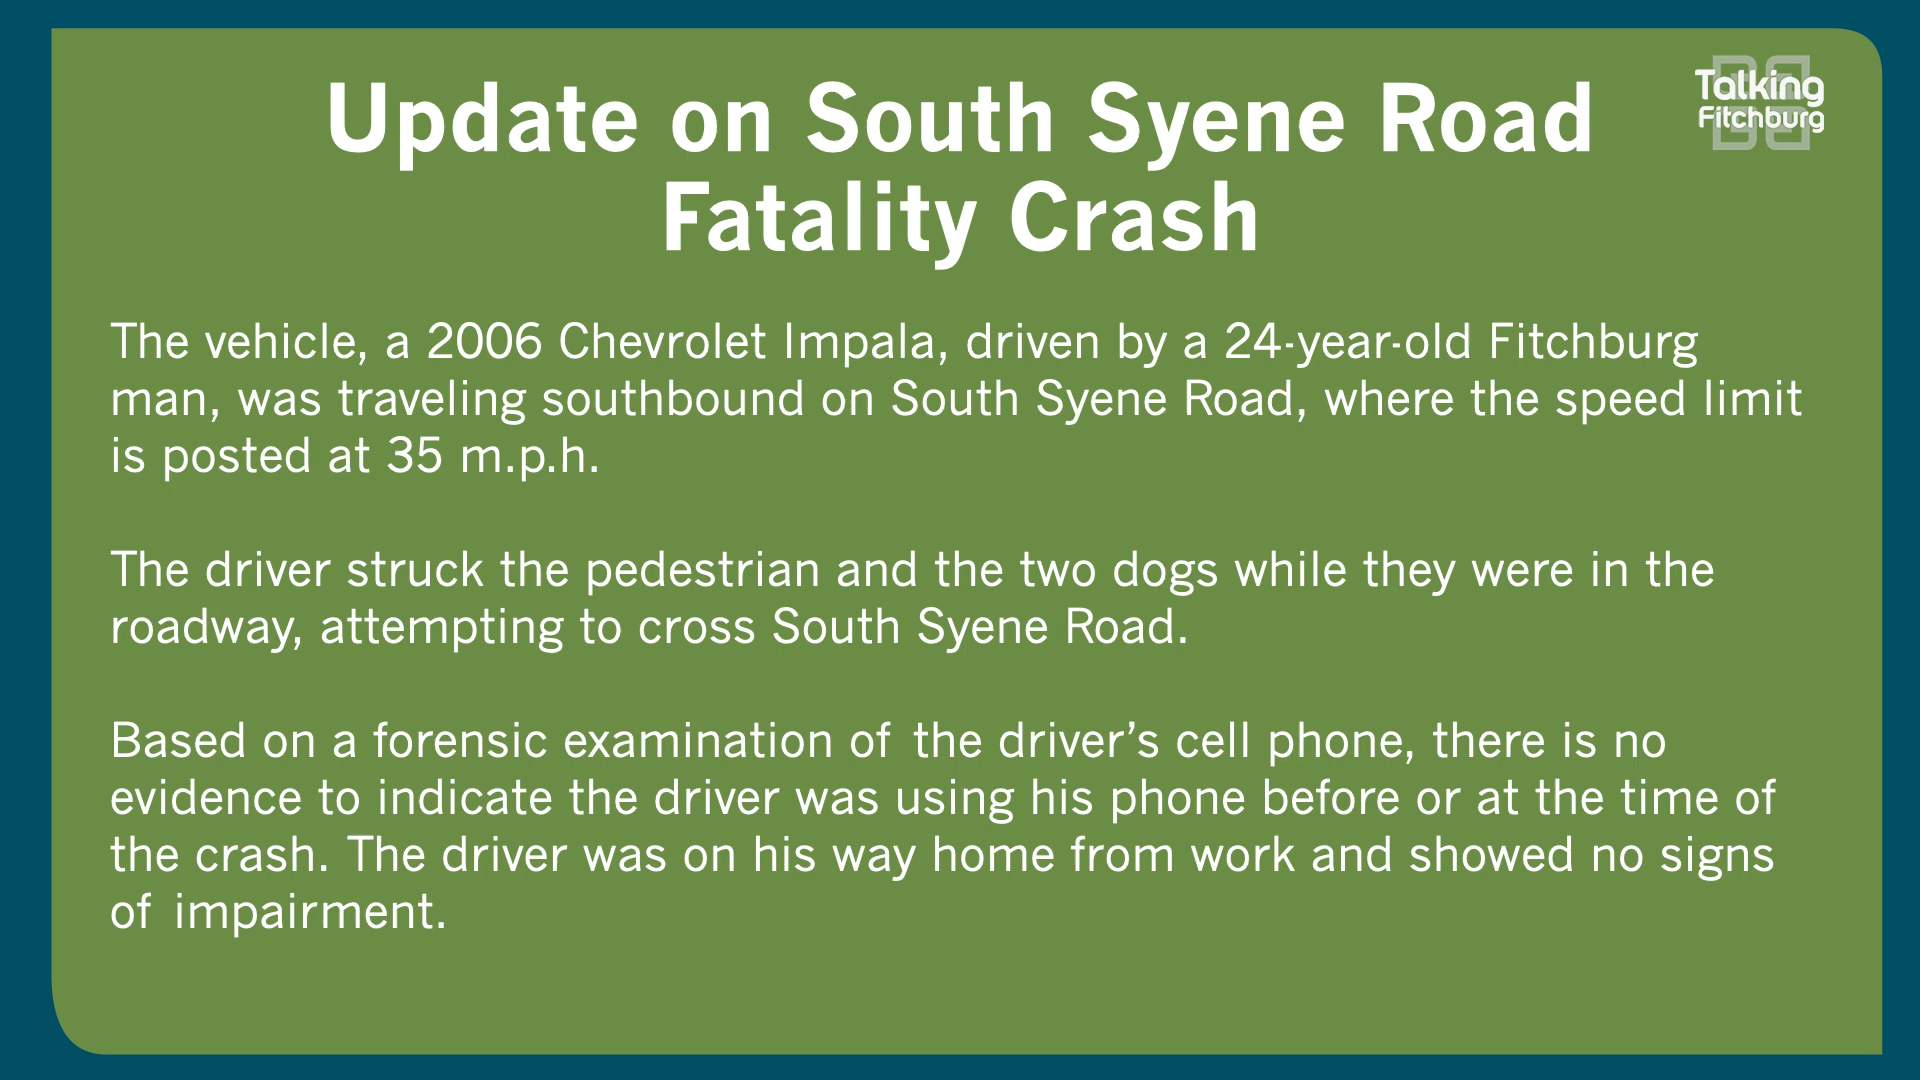 Update on South Syene Road
Fatality Crash
Talking
Fitchburg
The vehicle, a 2006 Chevrolet Impala, driven by a 24-year-old Fitchburg
man, was traveling southbound on South Syene Road, where the speed limit
is posted at 35 m.p.h.
The driver struck the pedestrian and the two dogs while they were in the
roadway, attempting to cross South Syene Road.
Based on a forensic examination of the driver’s cell phone, there is no
evidence to indicate the driver was using his phone before or at the time of
the crash. The driver was on his way home from work and showed no signs
of impairment.